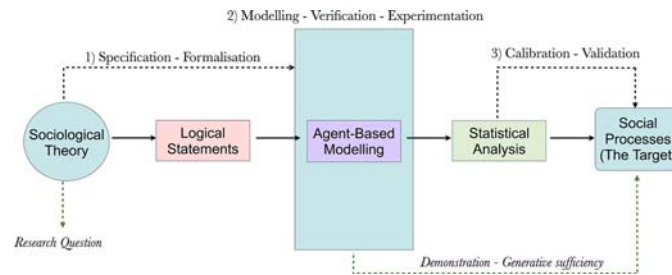 2) Modelling - Verification - Experimentation
1) Specification - Formalisation
3) Calibration - Validation
Sociological
Theory
Logical
Statements
Agent-Based
Modelling
Statistical
Analysis
Social
Processes
(The Target)
Research Question
Demonstration - Generative sufficiency